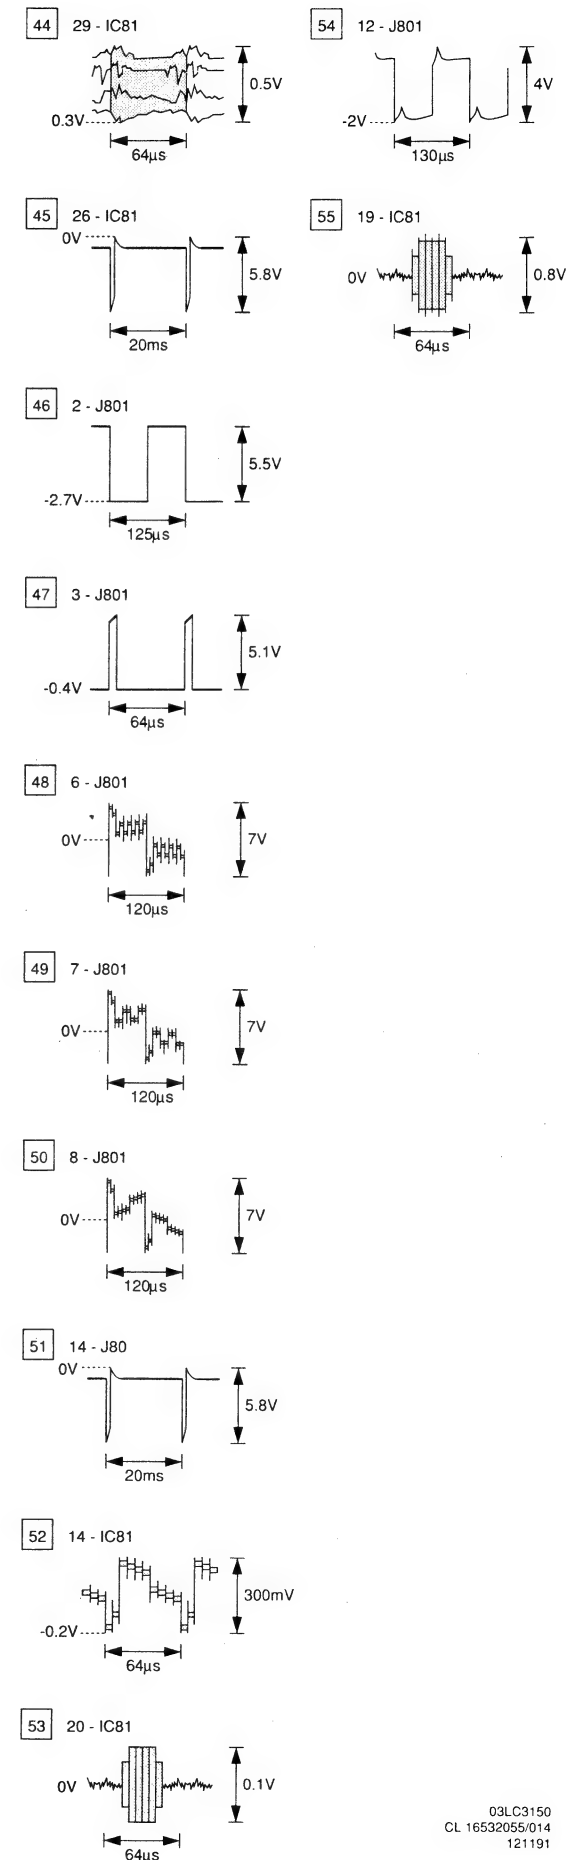 44 29 - IC81
0.5V
0.3V
64µs
45 26 - IC81
0V
5.8V
20ms
46 2 - J801
5.5V
-2.7V
125µs
47 3 - J801
5.1V
-0.4V
64µs
48 6 - J801
0V
7V
120µs
49 7 - J801
0V
7V
120µs
50 8 - J801
0V
7V
120µs
51 14 - J80
0V
5.8V
20ms
52 14 - IC81
300mV
-0.2V
64µs
53 20 - IC81
0V
0.1V
64µs
54 12 - J801
4V
-2V
130µs
55 19 - IC81
0V
0.8V
64µs
03LC3150
CL 16532055/014
121191